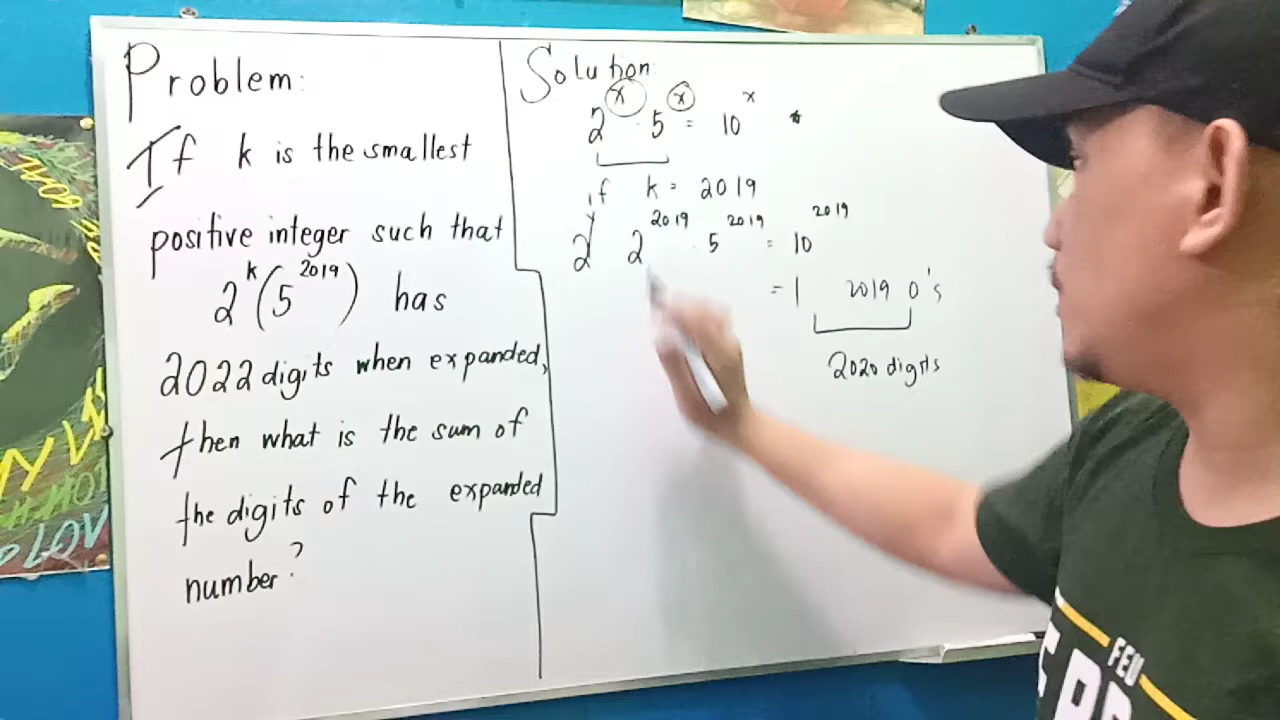 Problem:
If k is the smallest
positive integer such that
2^k (5^2019) has
2022 digits when expanded,
then what is the sum of
the digits of the expanded
number?
Solution:
2^x · 5^x = 10^x *
if k = 2019
2^y 2^2019 · 5^2019 = 10^2019
= 1 2019 0's
2020 digits
GOAL
FEU